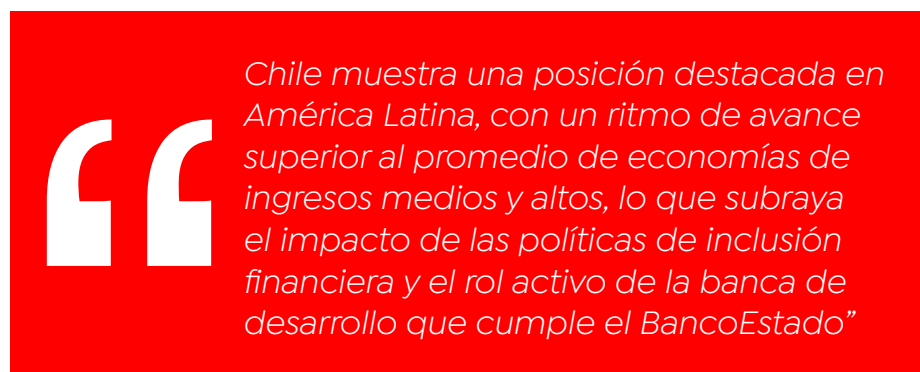 “
Chile muestra una posición destacada en
América Latina, con un ritmo de avance
superior al promedio de economías de
ingresos medios y altos, lo que subraya
el impacto de las políticas de inclusión
financiera y el rol activo de la banca de
desarrollo que cumple el BancoEstado”